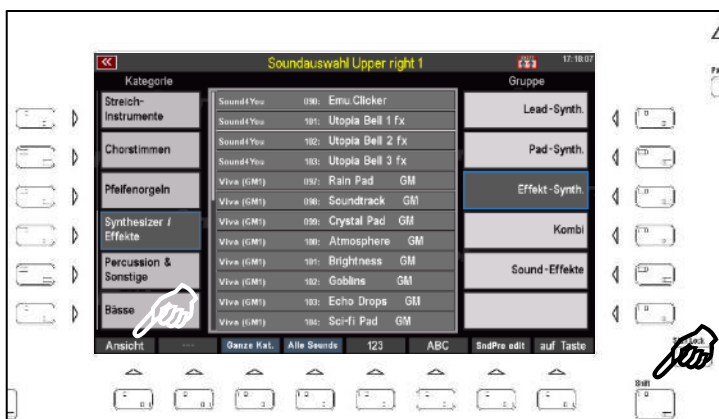 Soundauswahl Upper right 1
17:18:07
Kategorie
Gruppe
Streich-
Instrumente
Chorstimmen
Pfeifenorgeln
Synthesizer /
Effekte
Percussion &
Sonstige
Bässe
Sound4You 090: Emu.Clicker
Sound4You 101: Utopia Bell 1 fx
Sound4You 102: Utopia Bell 2 fx
Sound4You 103: Utopia Bell 3 fx
Viva (GM1) 097: Rain Pad GM
Viva (GM1) 098: Soundtrack GM
Viva (GM1) 099: Crystal Pad GM
Viva (GM1) 100: Atmosphere GM
Viva (GM1) 101: Brightness GM
Viva (GM1) 102: Goblins GM
Viva (GM1) 103: Echo Drops GM
Viva (GM1) 104: Sci-fi Pad GM
Lead-Synth.
Pad-Synth.
Effekt-Synth.
Kombi
Sound-Effekte
Ansicht --- Ganze Kat. Alle Sounds 123 ABC SndPre edit auf Taste
Lock
Shift